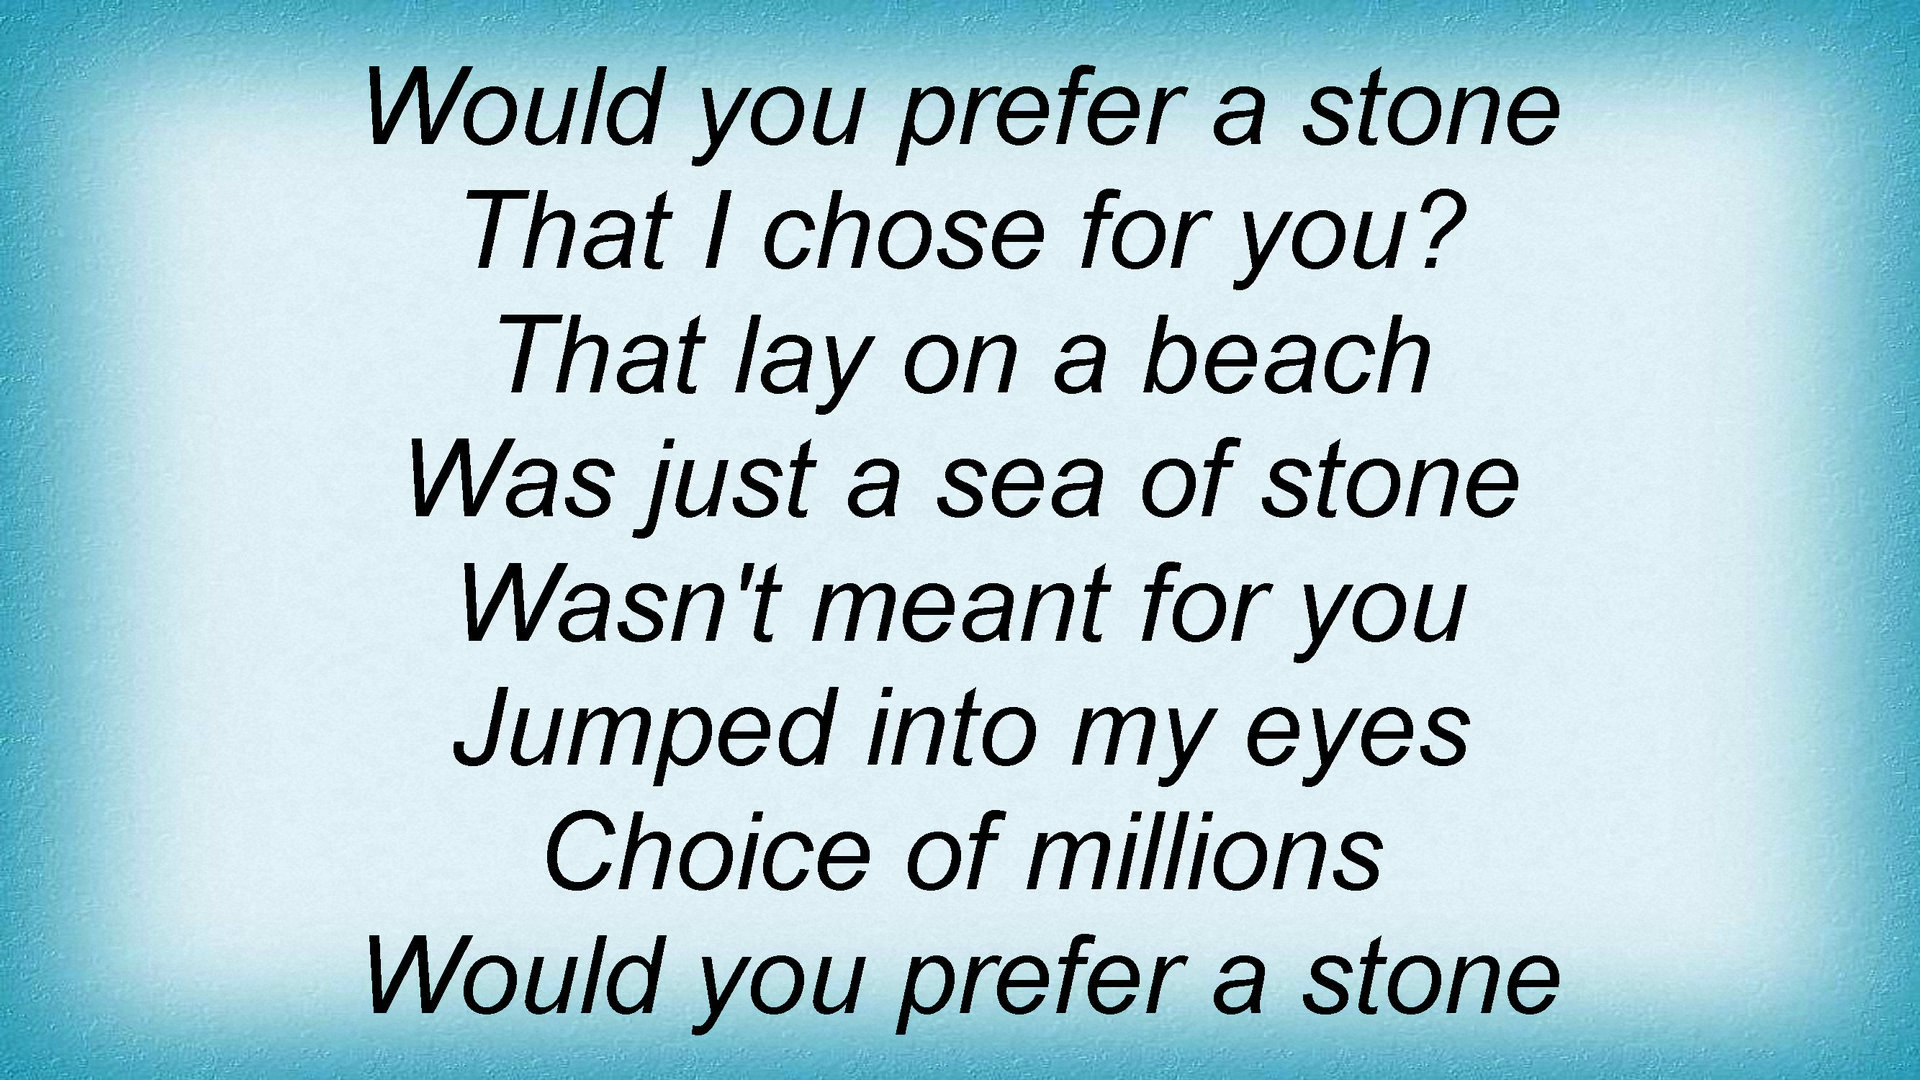 Would you prefer a stone
That I chose for you?
That lay on a beach
Was just a sea of stone
Wasn't meant for you
Jumped into my eyes
Choice of millions
Would you prefer a stone